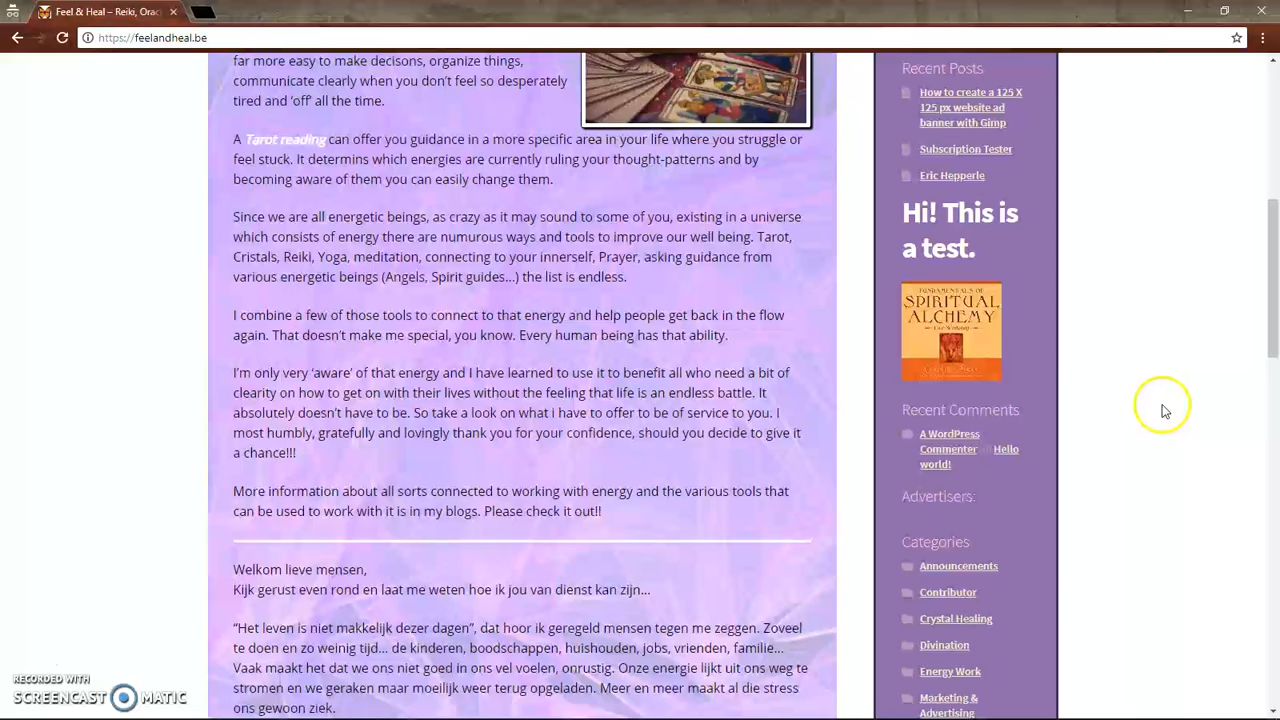 Feel & Heal – Reiki, Orac
https://feelandheal.be
far more easy to make decisons, organize things,
communicate clearly when you don't feel so desperately
tired and 'off' all the time.
A Tarot reading can offer you guidance in a more specific area in your life where you struggle or
feel stuck. It determins which energies are currently ruling your thought-patterns and by
becoming aware of them you can easily change them.
Since we are all energetic beings, as crazy as it may sound to some of you, existing in a universe
which consists of energy there are numurous ways and tools to improve our well being. Tarot,
Cristals, Reiki, Yoga, meditation, connecting to your innerself, Prayer, asking guidance from
various energetic beings (Angels, Spirit guides...) the list is endless.
I combine a few of those tools to connect to that energy and help people get back in the flow
again. That doesn't make me special, you know. Every human being has that ability.
I'm only very 'aware' of that energy and I have learned to use it to benefit all who need a bit of
clearity on how to get on with their lives without the feeling that life is an endless battle. It
absolutely doesn't have to be. So take a look on what i have to offer to be of service to you. I
most humbly, gratefully and lovingly thank you for your confidence, should you decide to give it
a chance!!!
More information about all sorts connected to working with energy and the various tools that
can be used to work with it is in my blogs. Please check it out!!
Welkom lieve mensen,
Kijk gerust even rond en laat me weten hoe ik jou van dienst kan zijn...
"Het leven is niet makkelijk dezer dagen", dat hoor ik geregeld mensen tegen me zeggen. Zoveel
te doen en zo weinig tijd... de kinderen, boodschappen, huishouden, jobs, vrienden, familie...
Vaak maakt het dat we ons niet goed in ons vel voelen, onrustig. Onze energie lijkt uit ons weg te
stromen en we geraken maar moeilijk weer terug opgeladen. Meer en meer maakt al die stress
ons gewoon ziek.
Recent Posts
How to create a 125 X
125 px website ad
banner with Gimp
Subscription Tester
Eric Hepperle
Hi! This is
a test.
FUNDAMENTALS OF
SPIRITUAL
ALCHEMY
Recent Comments
A WordPress
Commenter on Hello
world!
Advertisers:
Categories
Announcements
Contributor
Crystal Healing
Divination
Energy Work
Marketing &
Advertising
RECORDED WITH
SCREENCAST MATIC